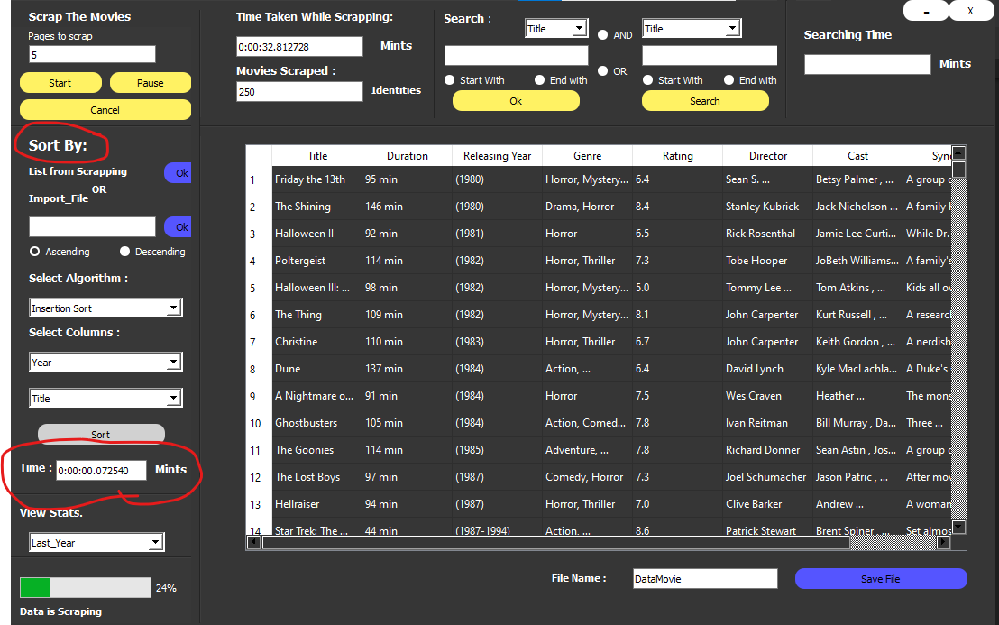 Scrap The Movies
Pages to scrap
5
Start Pause
Cancel
Time Taken While Scrapping:
0:00:32.812728 Mints
Movies Scraped :
250 Identities
Search :
Title AND Title
OR
Start With End with Start With End with
Ok Search
- X
Searching Time
Mints
Sort By:
List from Scrapping Ok
OR
Import_File
Ok
Ascending Descending
Select Algorithm :
Insertion Sort
Select Columns :
Year
Title
Sort
Time : 0:00:00.072540 Mints
View Stats.
Last_Year
24%
Data is Scraping
Title Duration Releasing Year Genre Rating Director Cast
1 Friday the 13th 95 min (1980) Horror, Mystery... 6.4 Sean S. ... Betsy Palmer , ... A group
2 The Shining 146 min (1980) Drama, Horror 8.4 Stanley Kubrick Jack Nicholson ... A family
3 Halloween II 92 min (1981) Horror 6.5 Rick Rosenthal Jamie Lee Curti... While Dr.
4 Poltergeist 114 min (1982) Horror, Thriller 7.3 Tobe Hooper JoBeth Williams... A family's
5 Halloween III: ... 98 min (1982) Horror, Mystery... 5.0 Tommy Lee ... Tom Atkins , ... Kids all
6 The Thing 109 min (1982) Horror, Mystery... 8.1 John Carpenter Kurt Russell , ... A
7 Christine 110 min (1983) Horror, Thriller 6.7 John Carpenter Keith Gordon , ... A nerdish
8 Dune 137 min (1984) Action, ... 6.4 David Lynch Kyle MacLachla... A Duke's
9 A Nightmare o... 91 min (1984) Horror 7.5 Wes Craven Heather ... The
10 Ghostbusters 105 min (1984) Action, Comed... 7.8 Ivan Reitman Bill Murray , Da... Three ...
11 The Goonies 114 min (1985) Adventure, ... 7.8 Richard Donner Sean Astin , Jos... A group
12 The Lost Boys 97 min (1987) Comedy, Horror 7.3 Joel Schumacher Jason Patric , ... After
13 Hellraiser 94 min (1987) Horror, Thriller 7.0 Clive Barker Andrew ... A woman
14 Star Trek: The ... 44 min (1987-1994) Action, ... 8.6 Patrick Stewart Brent Spiner , ... Set
File Name : DataMovie Save File